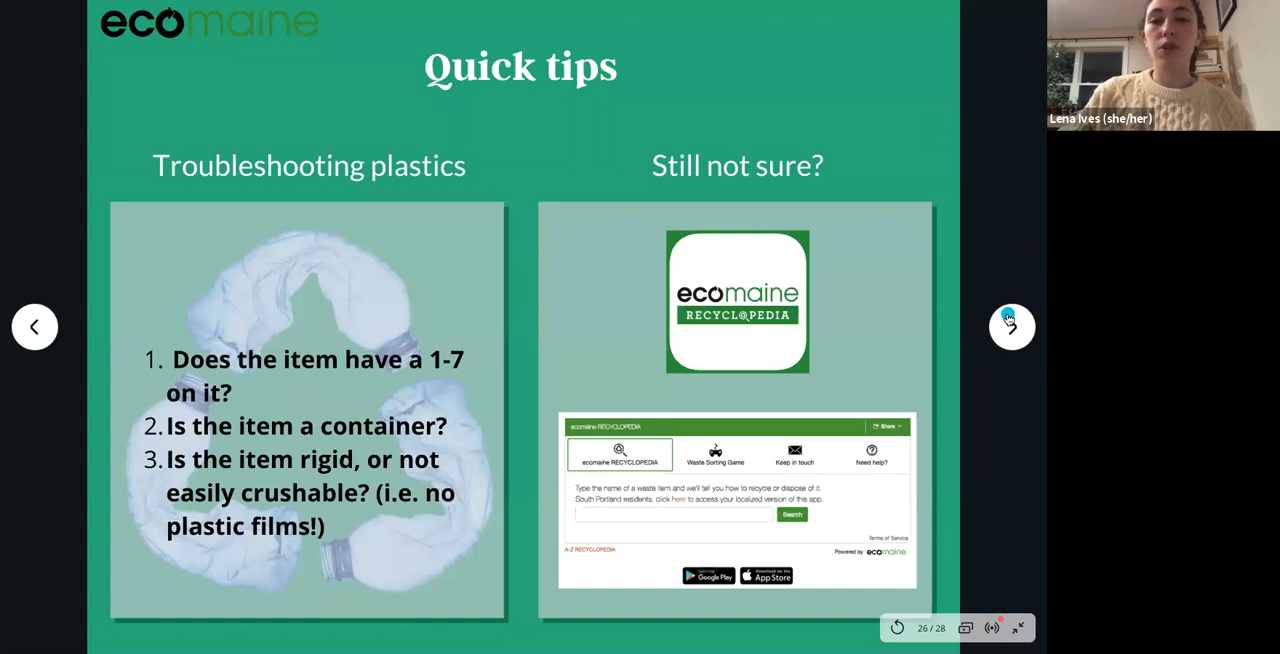 ecomaine
Quick tips
Lena Ives (she/her)
Troubleshooting plastics
1. Does the item have a 1-7
on it?
2. Is the item a container?
3. Is the item rigid, or not
easily crushable? (i.e. no
plastic films!)
Still not sure?
ecomaine
RECYCLOPEDIA
ecomaine RECYCLOPEDIA
Share
ecomaine RECYCLOPEDIA
Waste Sorting Game
Keep in touch
Need help?
Type the name of a waste item and we'll tell you how to recycle or dispose of it.
South Portland residents: click here to access your localized version of this app.
Search
Terms of Service
A-Z RECYCLOPEDIA
Powered by ecomaine
Google Play
Download on the
App Store
26 / 28